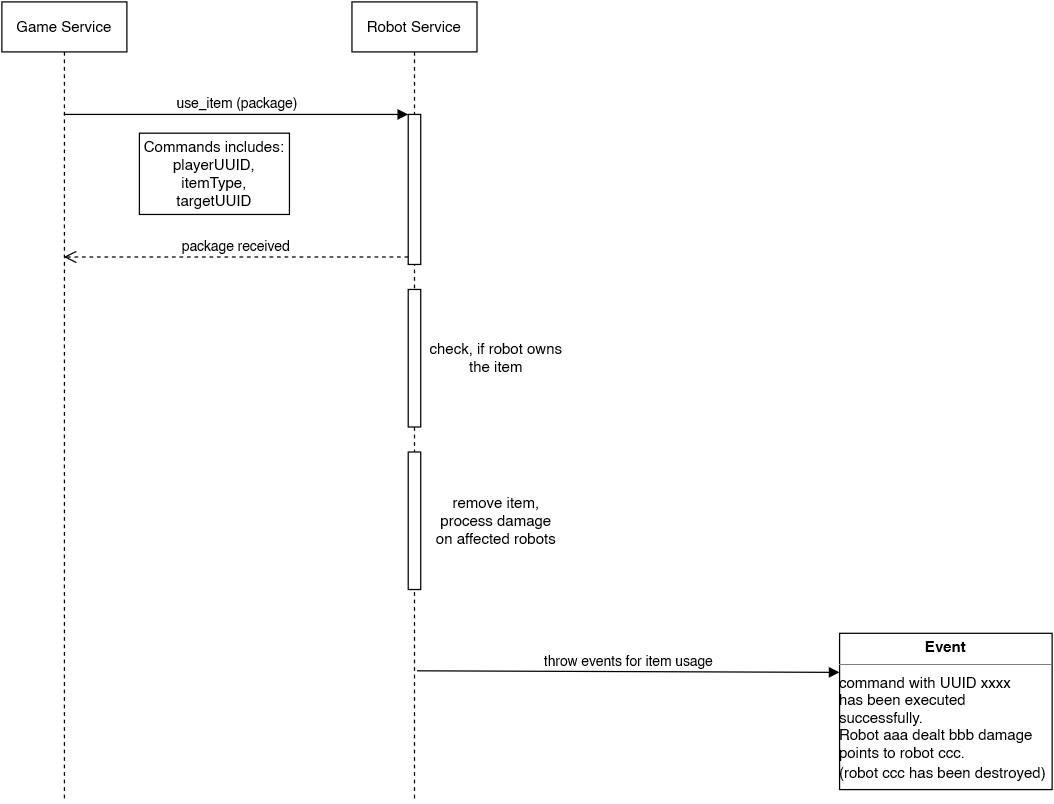 Game Service
Robot Service
use_item (package)
Commands includes:
playerUUID,
itemType,
targetUUID
package received
check, if robot owns
the item
remove item,
process damage
on affected robots
throw events for item usage
Event
command with UUID xxxx
has been executed
successfully.
Robot aaa dealt bbb damage
points to robot ccc.
(robot ccc has been destroyed)